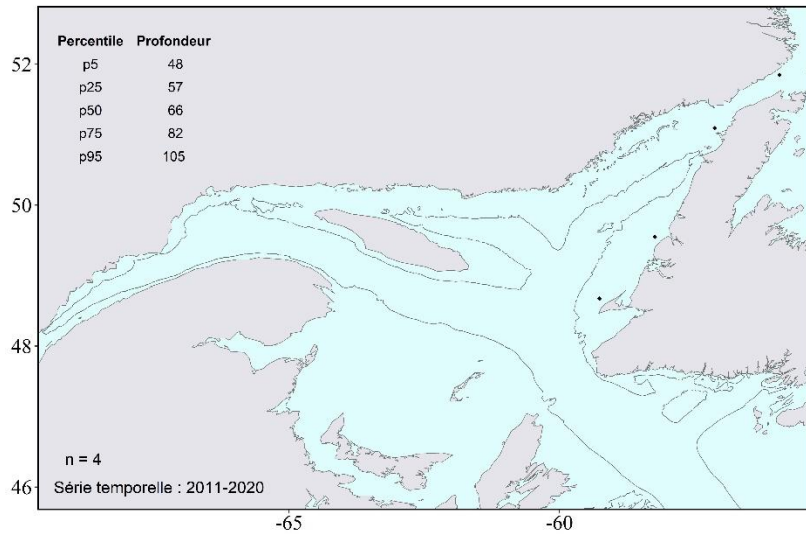 Percentile Profondeur
p5 48
p25 57
p50 66
p75 82
p95 105
52
50
48
46
n = 4
Série temporelle : 2011-2020
-65 -60